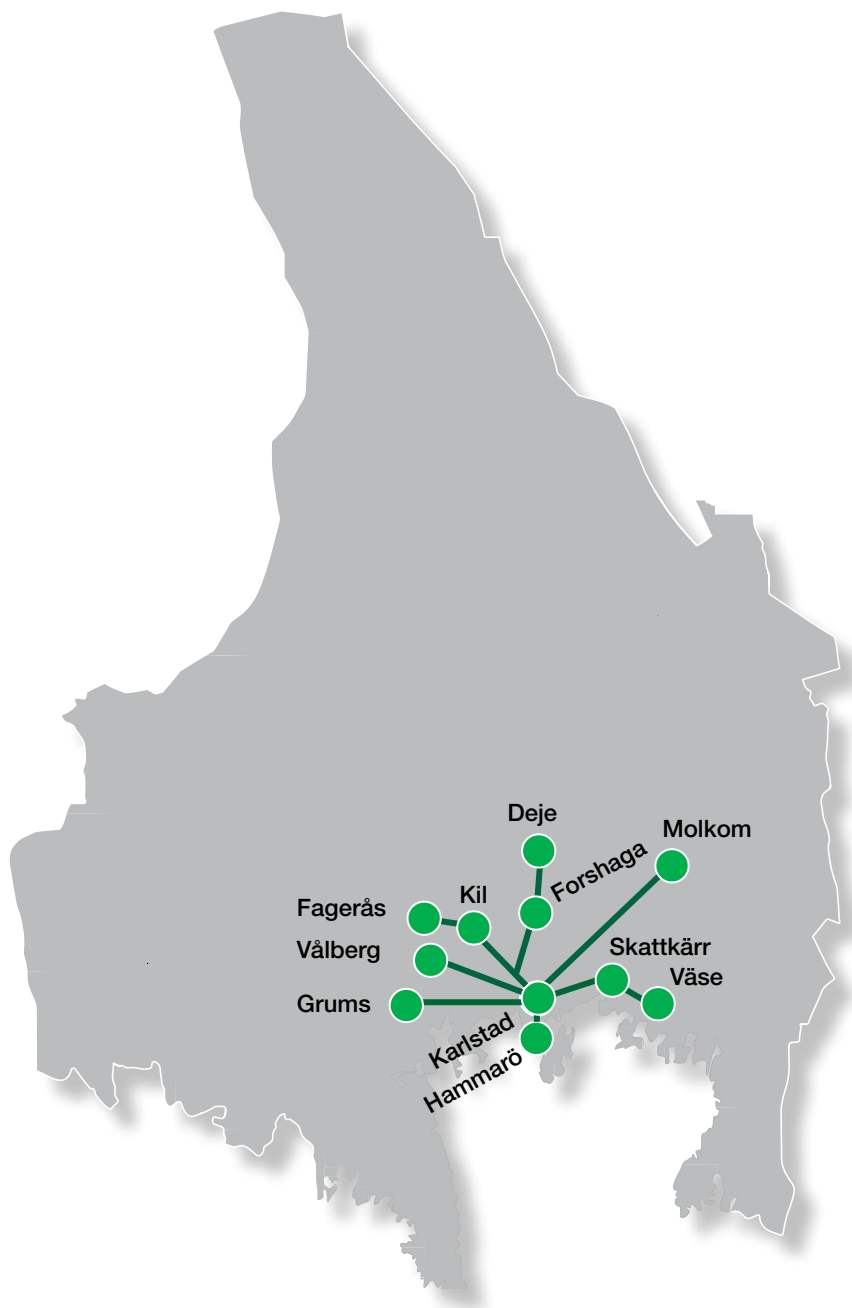 Deje
Molkom
Forshaga
Kil
Fagerås
Vålberg
Skattkärr
Väse
Grums
Karlstad
Hammarö